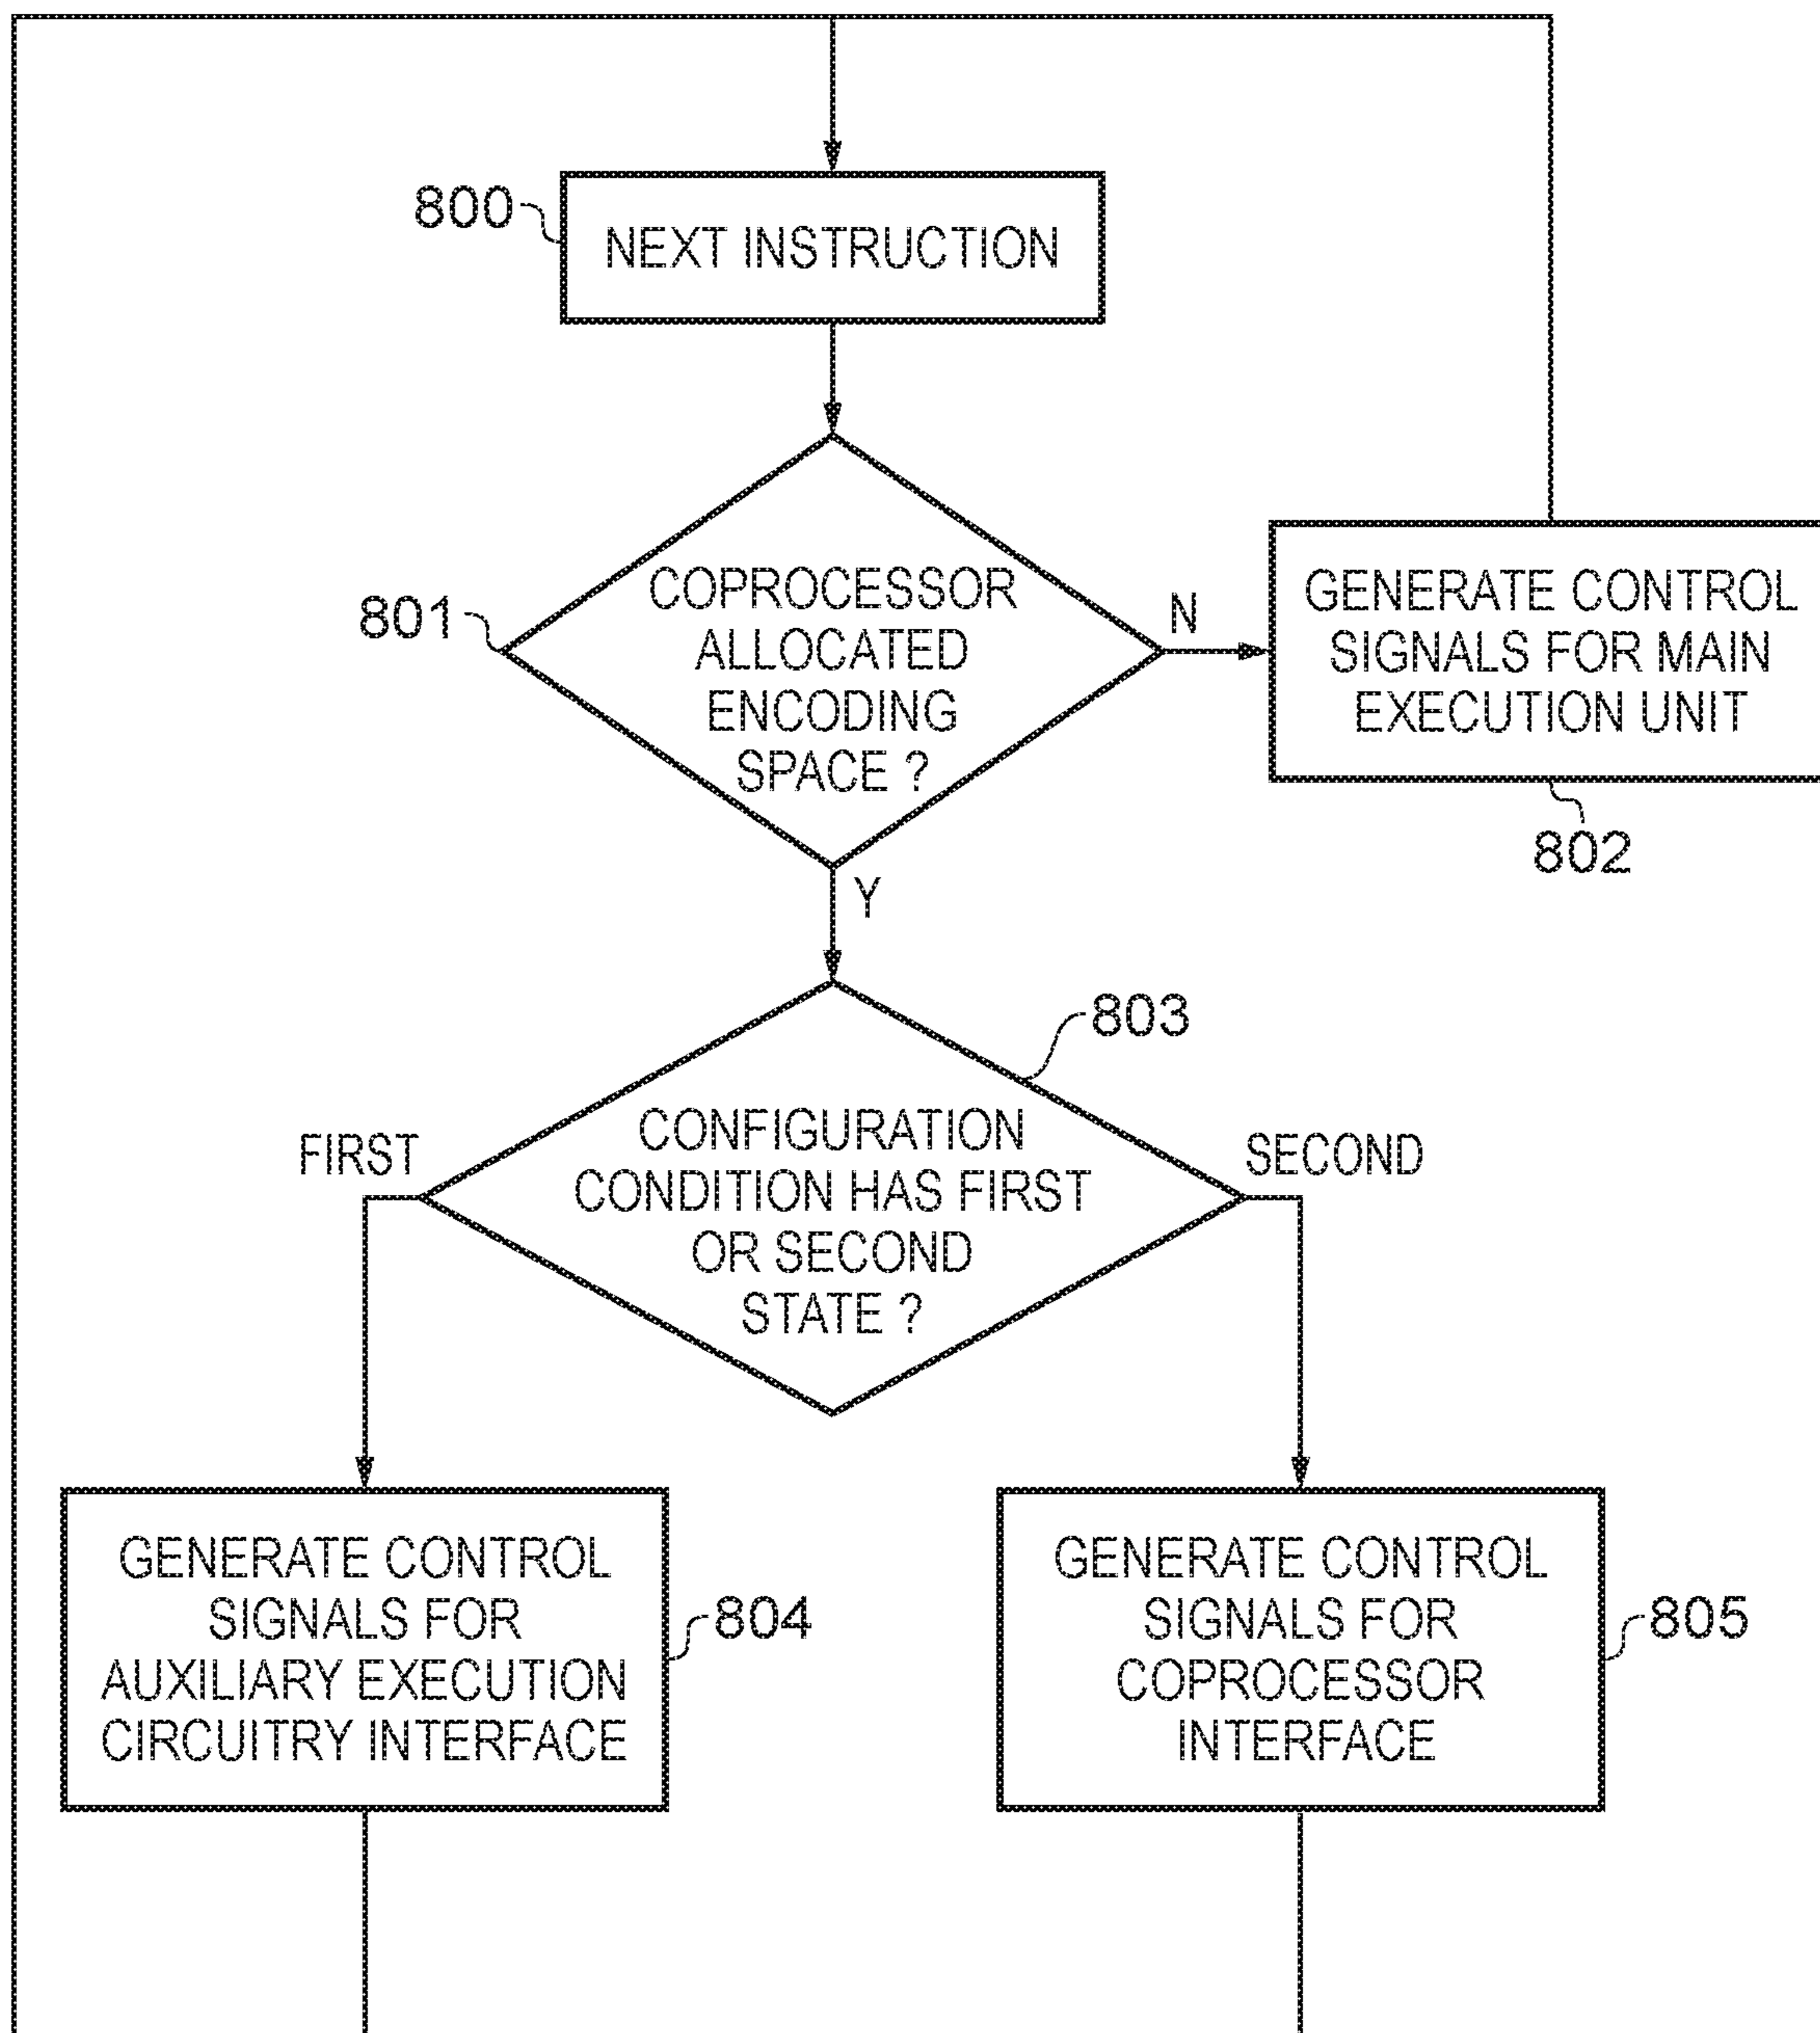 800
NEXT INSTRUCTION
801
COPROCESSOR
ALLOCATED
ENCODING
SPACE ?
N
GENERATE CONTROL
SIGNALS FOR MAIN
EXECUTION UNIT
802
Y
803
CONFIGURATION
CONDITION HAS FIRST
OR SECOND
STATE ?
FIRST
SECOND
GENERATE CONTROL
SIGNALS FOR
AUXILIARY EXECUTION
CIRCUITRY INTERFACE
804
GENERATE CONTROL
SIGNALS FOR
COPROCESSOR
INTERFACE
805